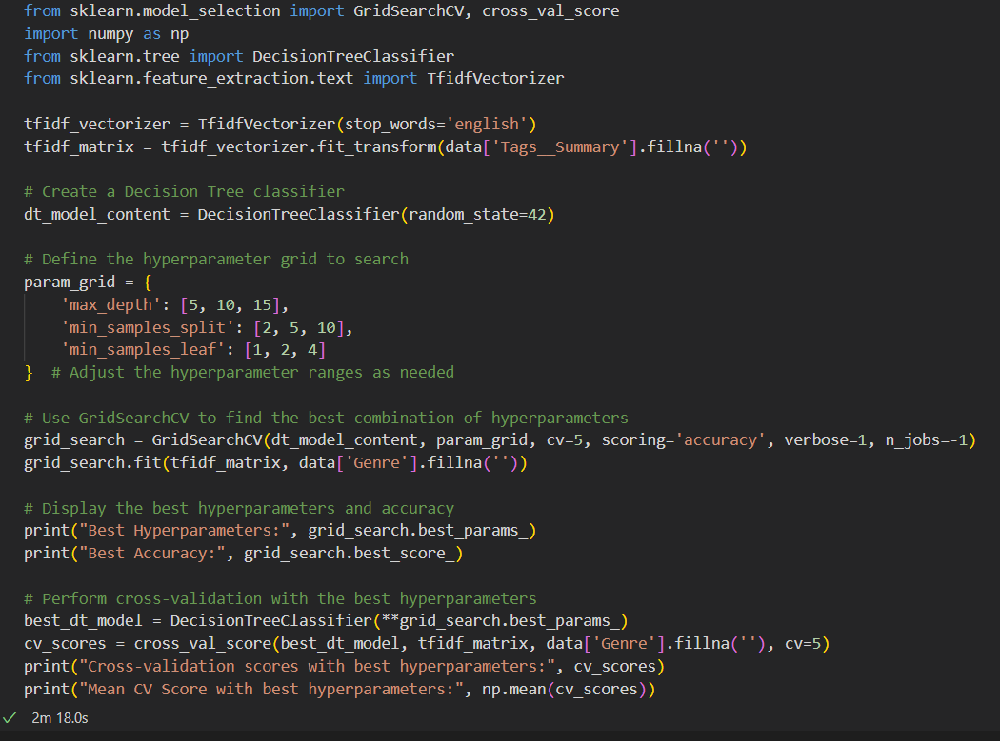 from sklearn.model_selection import GridSearchCV, cross_val_score
import numpy as np
from sklearn.tree import DecisionTreeClassifier
from sklearn.feature_extraction.text import TfidfVectorizer

tfidf_vectorizer = TfidfVectorizer(stop_words='english')
tfidf_matrix = tfidf_vectorizer.fit_transform(data['Tags__Summary'].fillna(''))

# Create a Decision Tree classifier
dt_model_content = DecisionTreeClassifier(random_state=42)

# Define the hyperparameter grid to search
param_grid = {
    'max_depth': [5, 10, 15],
    'min_samples_split': [2, 5, 10],
    'min_samples_leaf': [1, 2, 4]
}  # Adjust the hyperparameter ranges as needed

# Use GridSearchCV to find the best combination of hyperparameters
grid_search = GridSearchCV(dt_model_content, param_grid, cv=5, scoring='accuracy', verbose=1, n_jobs=-1)
grid_search.fit(tfidf_matrix, data['Genre'].fillna(''))

# Display the best hyperparameters and accuracy
print("Best Hyperparameters:", grid_search.best_params_)
print("Best Accuracy:", grid_search.best_score_)

# Perform cross-validation with the best hyperparameters
best_dt_model = DecisionTreeClassifier(**grid_search.best_params_)
cv_scores = cross_val_score(best_dt_model, tfidf_matrix, data['Genre'].fillna(''), cv=5)
print("Cross-validation scores with best hyperparameters:", cv_scores)
print("Mean CV Score with best hyperparameters:", np.mean(cv_scores))
2m 18.0s